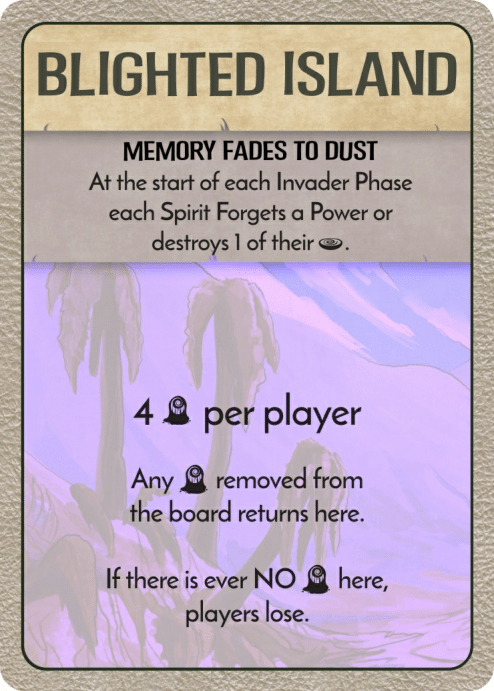 BLIGHTED ISLAND
MEMORY FADES TO DUST
At the start of each Invader Phase
each Spirit Forgets a Power or
destroys 1 of their .
4 per player
Any removed from
the board returns here.
If there is ever NO here,
players lose.